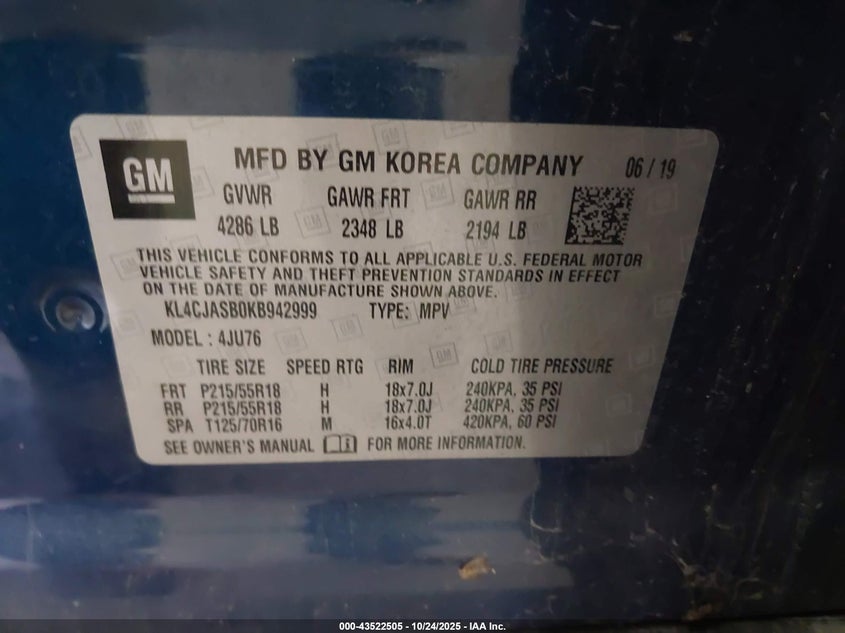 GM
MFD BY GM KOREA COMPANY 06 / 19
GVWR GAWR FRT GAWR RR
4286 LB 2348 LB 2194 LB
THIS VEHICLE CONFORMS TO ALL APPLICABLE U.S. FEDERAL MOTOR
VEHICLE SAFETY AND THEFT PREVENTION STANDARDS IN EFFECT
ON THE DATE OF MANUFACTURE SHOWN ABOVE.
KL4CJASB0KB942999 TYPE: MPV
MODEL : 4JU76
TIRE SIZE SPEED RTG RIM COLD TIRE PRESSURE
FRT P215/55R18 H 18x7.0J 240KPA, 35 PSI
RR P215/55R18 H 18x7.0J 240KPA, 35 PSI
SPA T125/70R16 M 16x4.0T 420KPA, 60 PSI
SEE OWNER'S MANUAL FOR MORE INFORMATION.
000-43522505 - 10/24/2025 - IAA Inc.